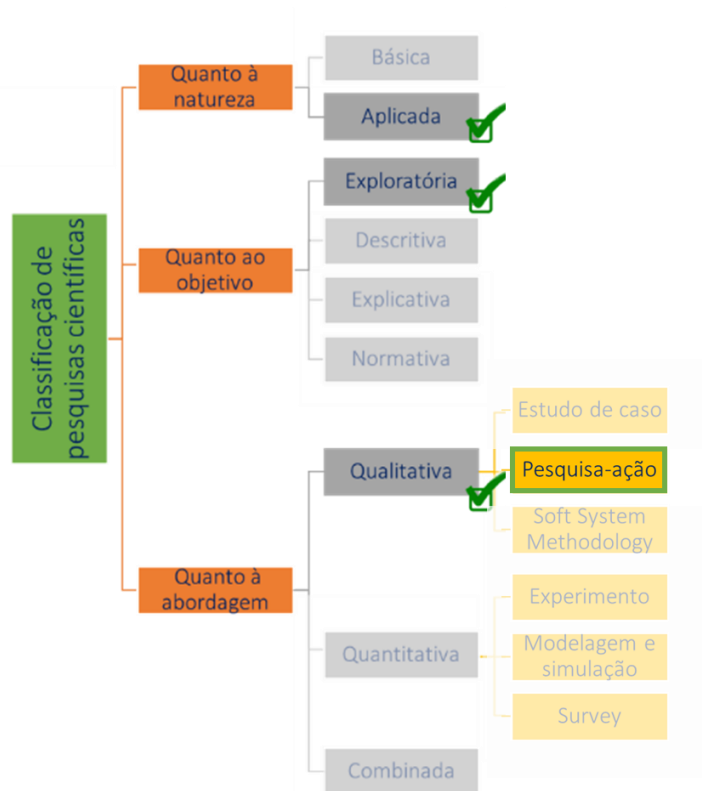 Classificação de
pesquisas científicas
Quanto à
natureza
Básica
Aplicada
Quanto ao
objetivo
Exploratória
Descritiva
Explicativa
Normativa
Quanto à
abordagem
Qualitativa
Estudo de caso
Pesquisa-ação
Soft System
Methodology
Quantitativa
Experimento
Modelagem e
simulação
Survey
Combinada